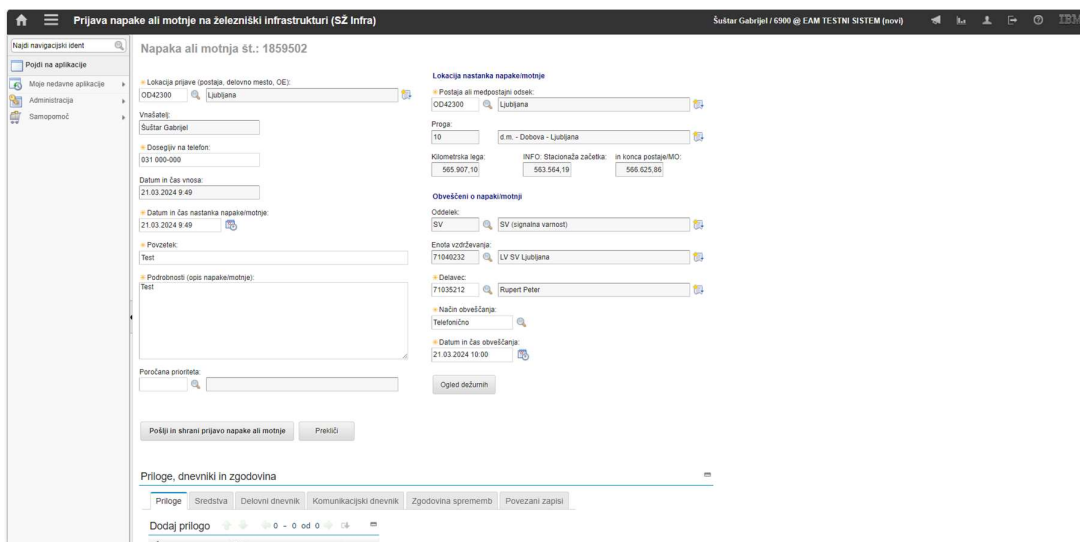 Prijava napake ali motnje na železniški infrastrukturi (SŽ Infra)
Šuštar Gabrijel / 6900 @ EAM TESTNI SISTEM (novi)
IBM
Najdi navigacijski ident
Pojdi na aplikacije
Moje nedavne aplikacije
Administracija
Samopomoč
Napaka ali motnja št.: 1859502
Lokacija prijave (postaja, delovno mesto, OE):
OD42300 Ljubljana
Vnašatelj:
Šuštar Gabrijel
Dosegljiv na telefon:
031 000-000
Datum in čas vnosa:
21.03.2024 9:49
Datum in čas nastanka napake/motnje:
21.03.2024 9:49
Povzetek:
Test
Podrobnosti (opis napake/motnje):
Test
Poročana prioriteta:
Lokacija nastanka napake/motnje
Postaja ali medpostajni odsek:
OD42300 Ljubljana
Proga:
10 d.m. - Dobova - Ljubljana
Kilometrska lega: INFO: Stacionaža začetka: in konca postaje/MO:
565.907,10 563.564,19 566.625,86
Obveščeni o napaki/motnji
Oddelek:
SV SV (signalna varnost)
Enota vzdrževanja:
71040232 LV SV Ljubljana
Delavec:
71035212 Rupert Peter
Način obveščanja:
Telefonično
Datum in čas obveščanja:
21.03.2024 10:00
Ogled dežurnih
Pošlji in shrani prijavo napake ali motnje Prekliči
Priloge, dnevniki in zgodovina
Priloge Sredstva Delovni dnevnik Komunikacijski dnevnik Zgodovina sprememb Povezani zapisi
Dodaj prilogo 0 - 0 od 0